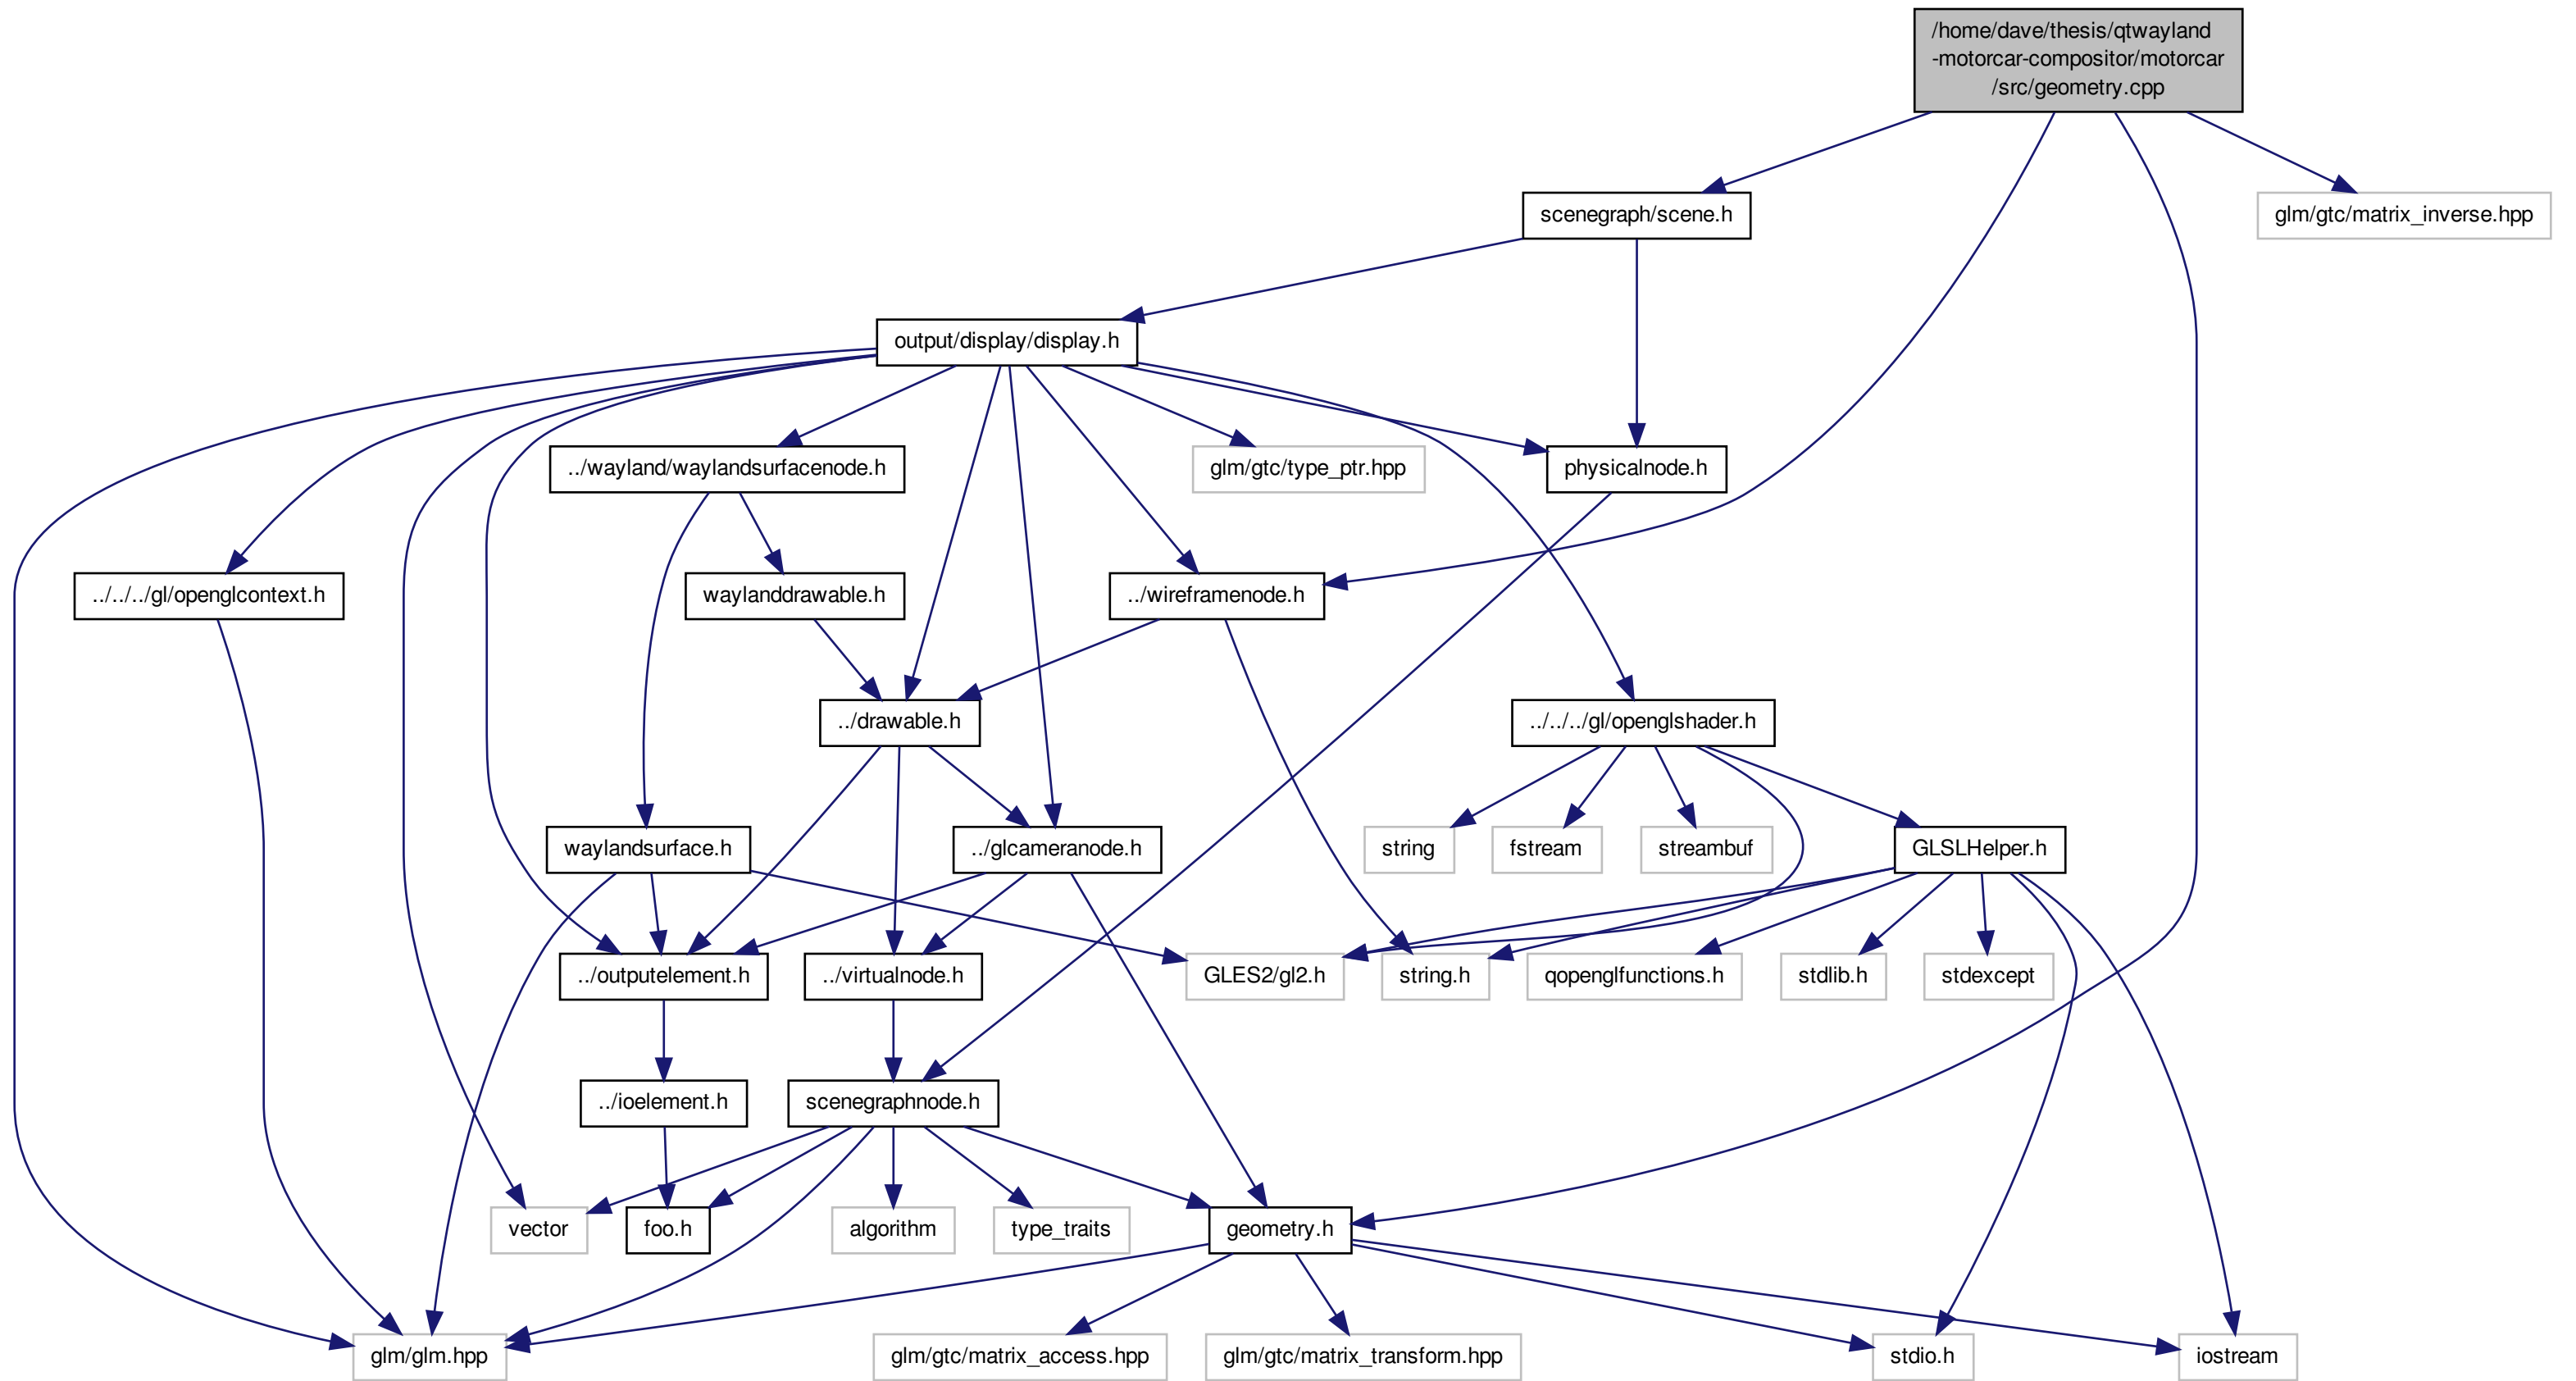 /home/dave/thesis/qtwayland
-motorcar-compositor/motorcar
/src/geometry.cpp
scenegraph/scene.h
glm/gtc/matrix_inverse.hpp
output/display/display.h
../wayland/waylandsurfacenode.h
glm/gtc/type_ptr.hpp
physicalnode.h
../../../gl/openglcontext.h
waylanddrawable.h
../wireframenode.h
../drawable.h
../../../gl/openglshader.h
waylandsurface.h
../glcameranode.h
string
fstream
streambuf
GLSLHelper.h
../outputelement.h
../virtualnode.h
GLES2/gl2.h
string.h
qopenglfunctions.h
stdlib.h
stdexcept
../ioelement.h
scenegraphnode.h
vector
foo.h
algorithm
type_traits
geometry.h
glm/glm.hpp
glm/gtc/matrix_access.hpp
glm/gtc/matrix_transform.hpp
stdio.h
iostream